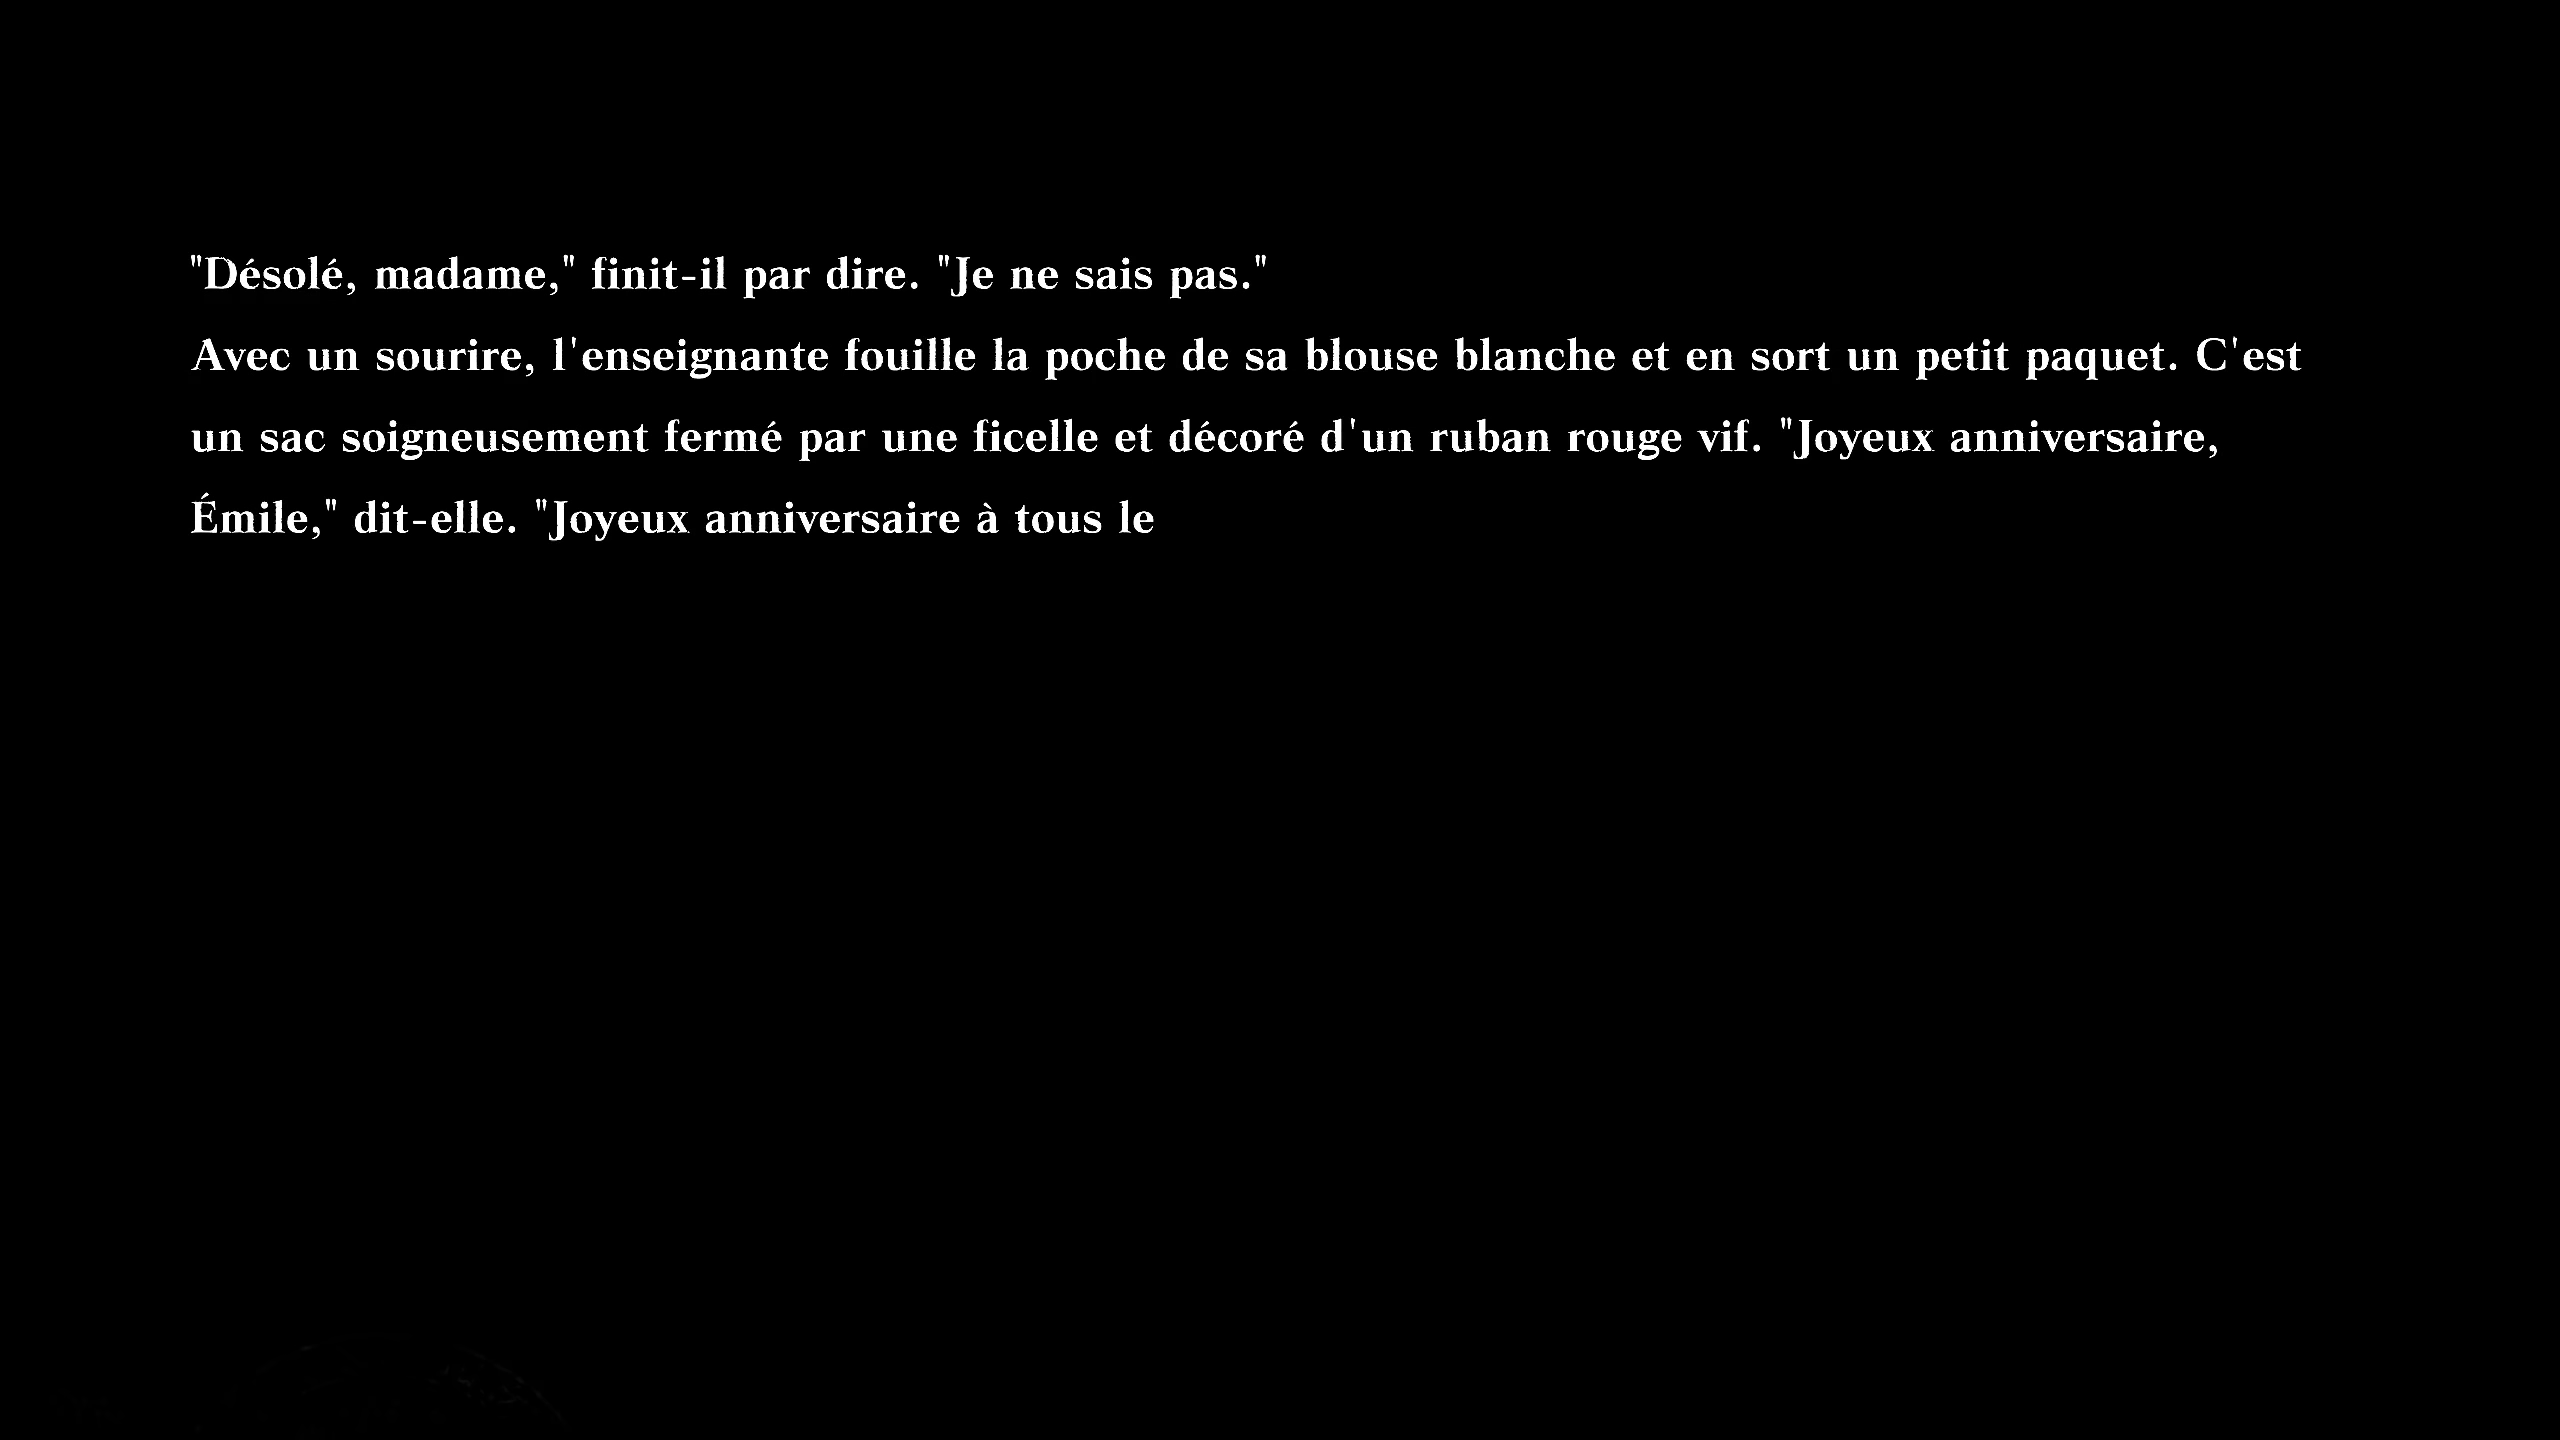 "Désolé, madame," finit-il par dire. "Je ne sais pas."
Avec un sourire, l'enseignante fouille la poche de sa blouse blanche et en sort un petit paquet. C'est
un sac soigneusement fermé par une ficelle et décoré d'un ruban rouge vif. "Joyeux anniversaire,
Émile," dit-elle. "Joyeux anniversaire à tous le